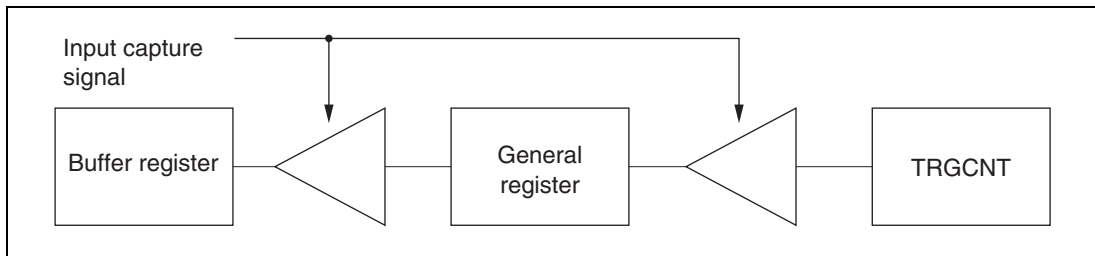 Input capture
signal
Buffer register
General
register
TRGCNT